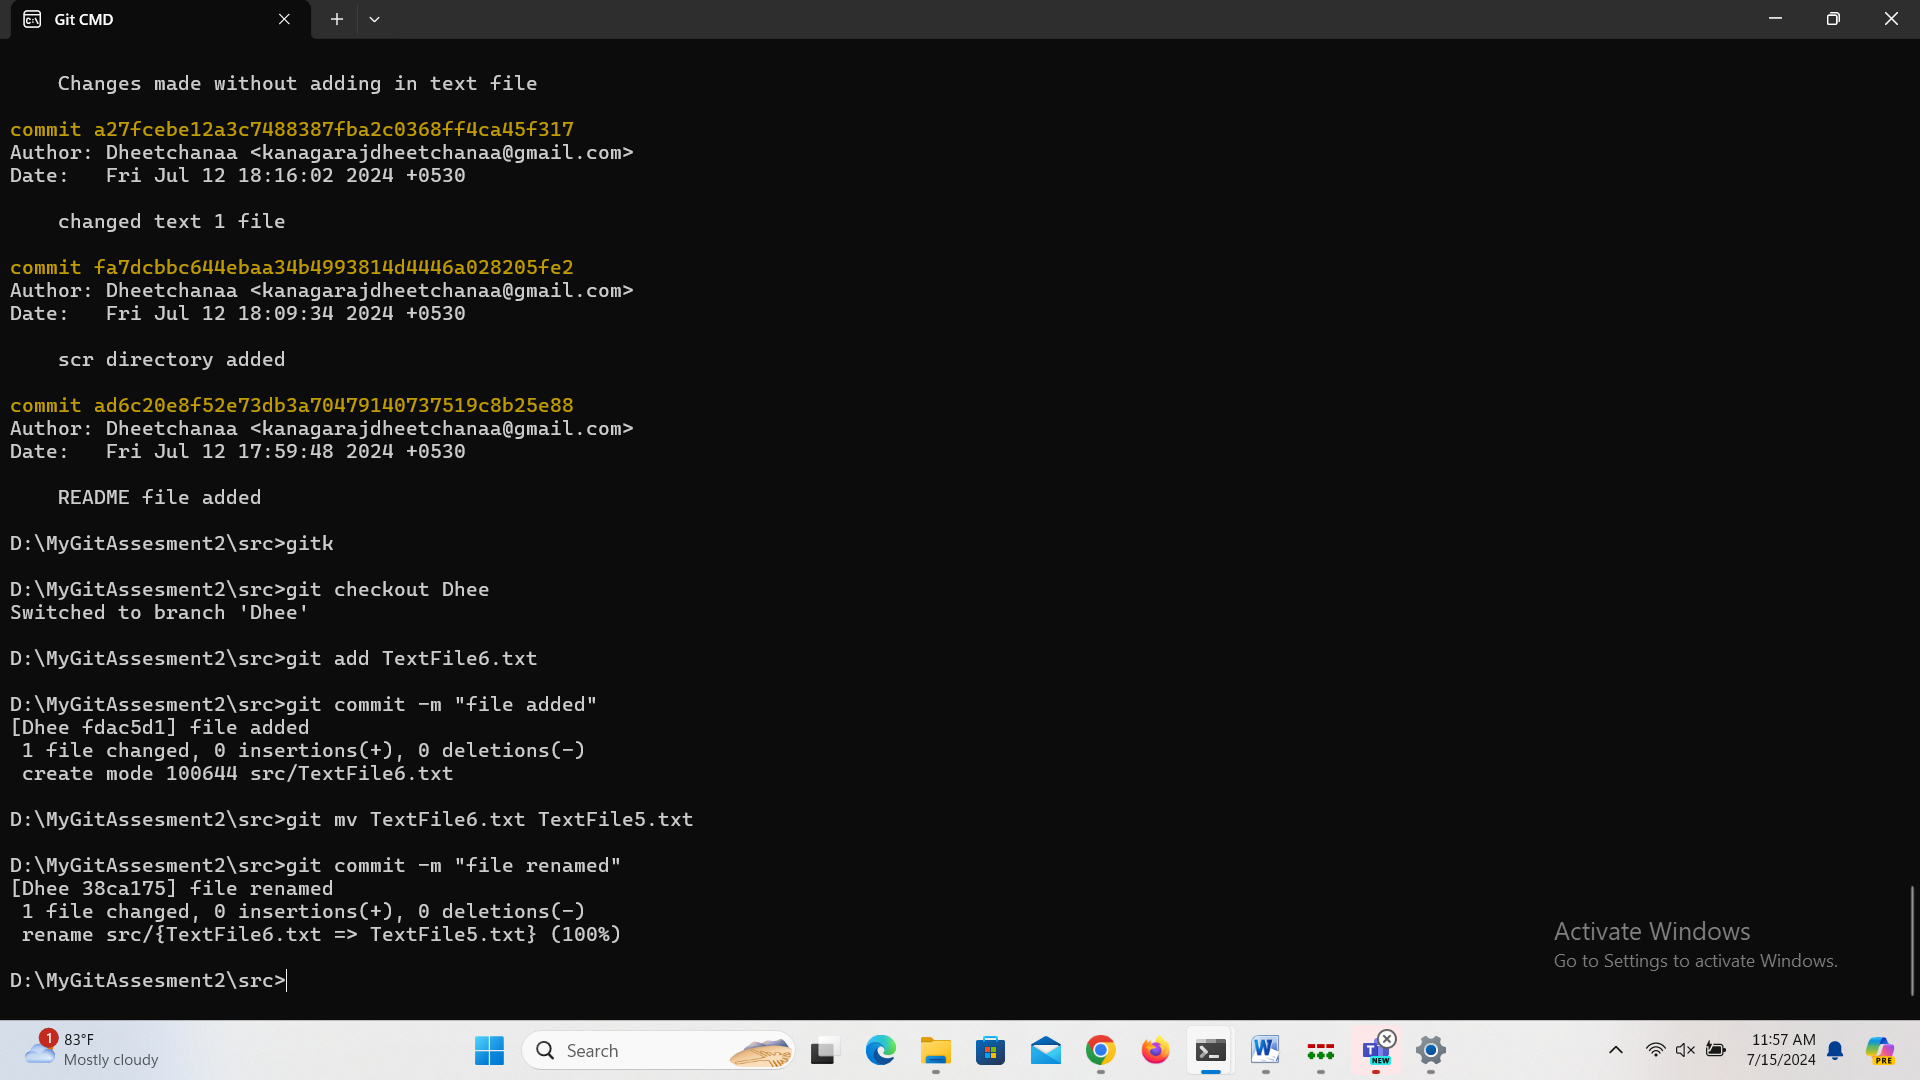 Git CMD
Changes made without adding in text file
commit a27fcebe12a3c7488387fba2c0368ff4ca45f317
Author: Dheetchanaa <kanagarajdheetchanaa@gmail.com>
Date:   Fri Jul 12 18:16:02 2024 +0530
changed text 1 file
commit fa7dcbbc644ebaa34b4993814d4446a028205fe2
Author: Dheetchanaa <kanagarajdheetchanaa@gmail.com>
Date:   Fri Jul 12 18:09:34 2024 +0530
scr directory added
commit ad6c20e8f52e73db3a70479140737519c8b25e88
Author: Dheetchanaa <kanagarajdheetchanaa@gmail.com>
Date:   Fri Jul 12 17:59:48 2024 +0530
README file added
D:\MyGitAssesment2\src>gitk
D:\MyGitAssesment2\src>git checkout Dhee
Switched to branch 'Dhee'
D:\MyGitAssesment2\src>git add TextFile6.txt
D:\MyGitAssesment2\src>git commit -m "file added"
[Dhee fdac5d1] file added
1 file changed, 0 insertions(+), 0 deletions(-)
create mode 100644 src/TextFile6.txt
D:\MyGitAssesment2\src>git mv TextFile6.txt TextFile5.txt
D:\MyGitAssesment2\src>git commit -m "file renamed"
[Dhee 38ca175] file renamed
1 file changed, 0 insertions(+), 0 deletions(-)
rename src/{TextFile6.txt => TextFile5.txt} (100%)
D:\MyGitAssesment2\src>
Activate Windows
Go to Settings to activate Windows.
1
83°F
Mostly cloudy
Search
W
T
NEW
11:57 AM
7/15/2024
PRE